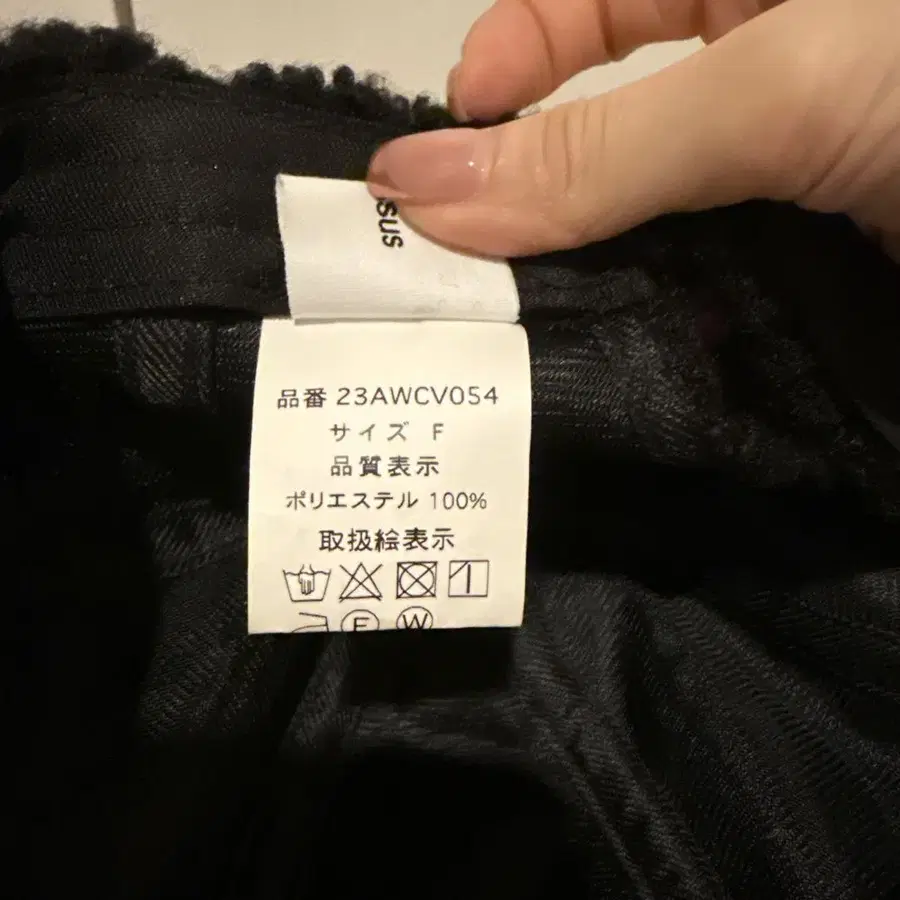 品番 23AWCV054
サイズ F
品質表示
ポリエステル 100%
取扱絵表示